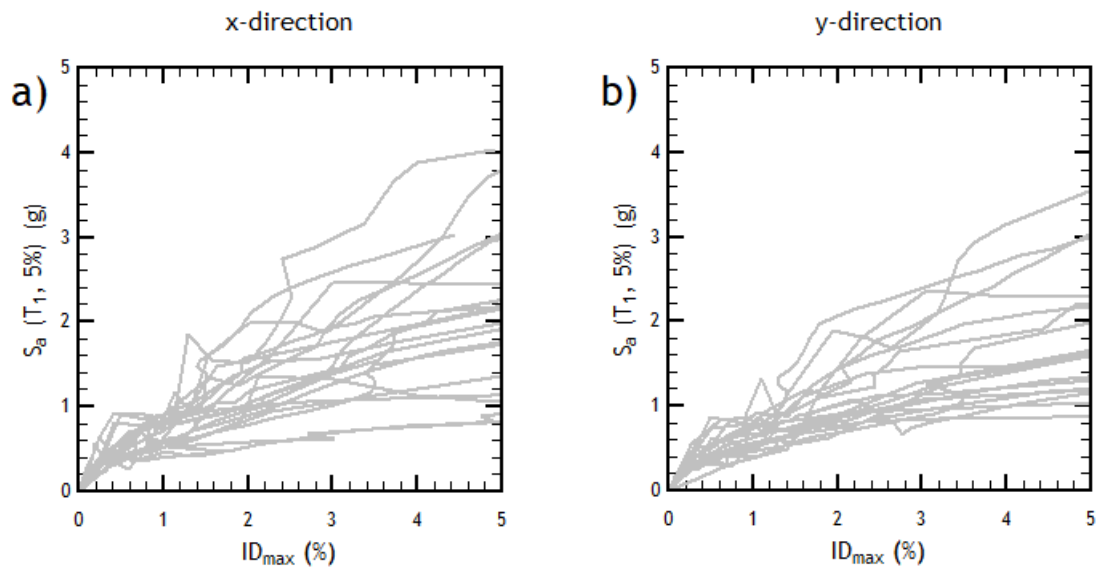 x-direction
y-direction
a)
b)
5
4
3
2
1
0
Sa (T1, 5%) (g)
0 1 2 3 4 5
IDmax (%)
5
4
3
2
1
0
Sa (T1, 5%) (g)
0 1 2 3 4 5
IDmax (%)